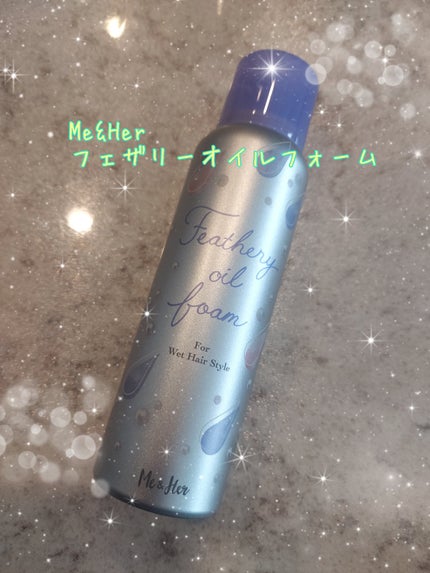 Me&Her
フェザリーオイルフォーム
Feathery
oil
foam
For
Wet Hair Style
Me & Her